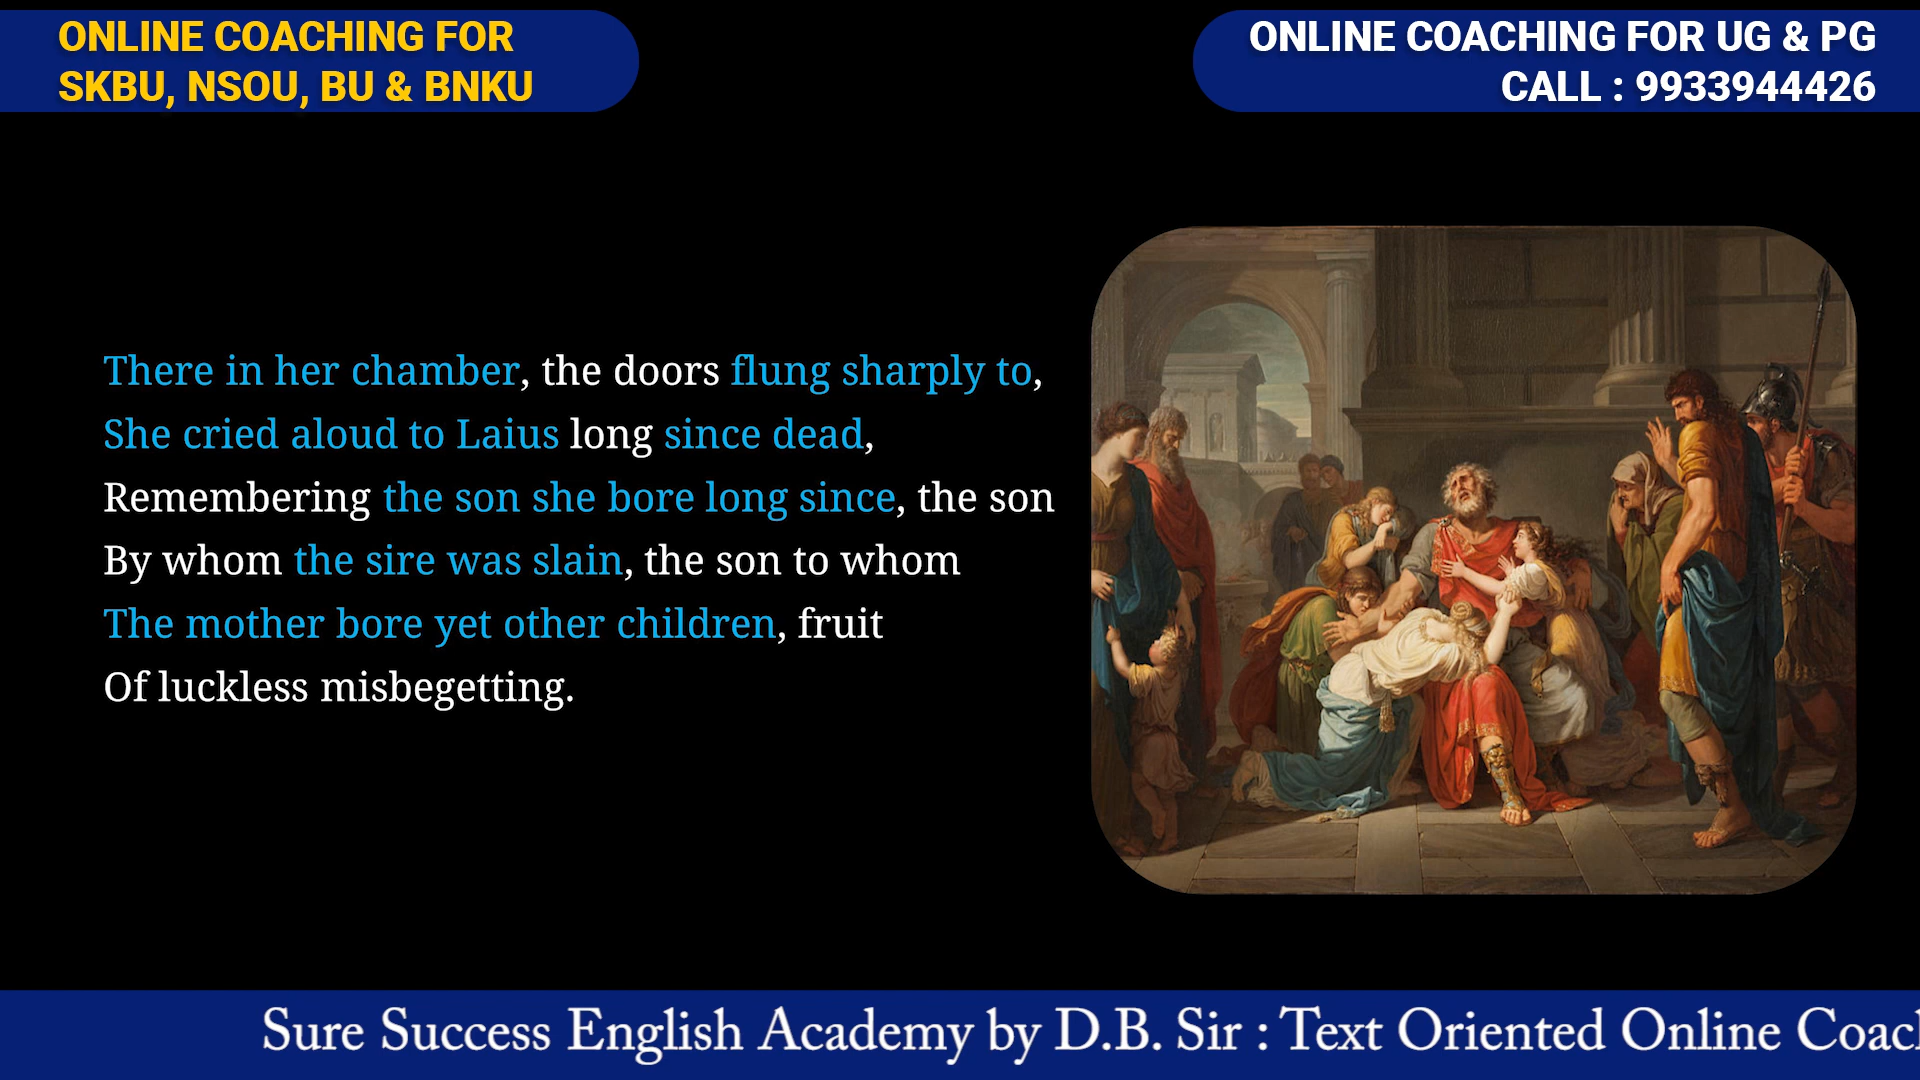 ONLINE COACHING FOR
SKBU, NSOU, BU & BNKU
ONLINE COACHING FOR UG & PG
CALL : 9933944426
There in her chamber, the doors flung sharply to,
She cried aloud to Laius long since dead,
Remembering the son she bore long since, the son
By whom the sire was slain, the son to whom
The mother bore yet other children, fruit
Of luckless misbegetting.
Sure Success English Academy by D.B. Sir : Text Oriented Online Coach